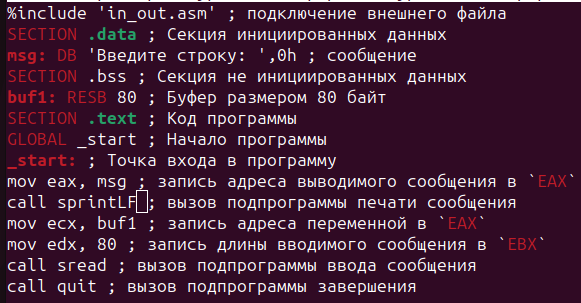 %include 'in_out.asm' ; подключение внешнего файла
SECTION .data ; Секция инициированных данных
msg: DB 'Введите строку: ',0h ; сообщение
SECTION .bss ; Секция не инициированных данных
buf1: RESB 80 ; Буфер размером 80 байт
SECTION .text ; Код программы
GLOBAL _start ; Начало программы
_start: ; Точка входа в программу
mov eax, msg ; запись адреса выводимого сообщения в `EAX`
call sprintLF ; вызов подпрограммы печати сообщения
mov ecx, buf1 ; запись адреса переменной в `EAX`
mov edx, 80 ; запись длины вводимого сообщения в `EBX`
call sread ; вызов подпрограммы ввода сообщения
call quit ; вызов подпрограммы завершения